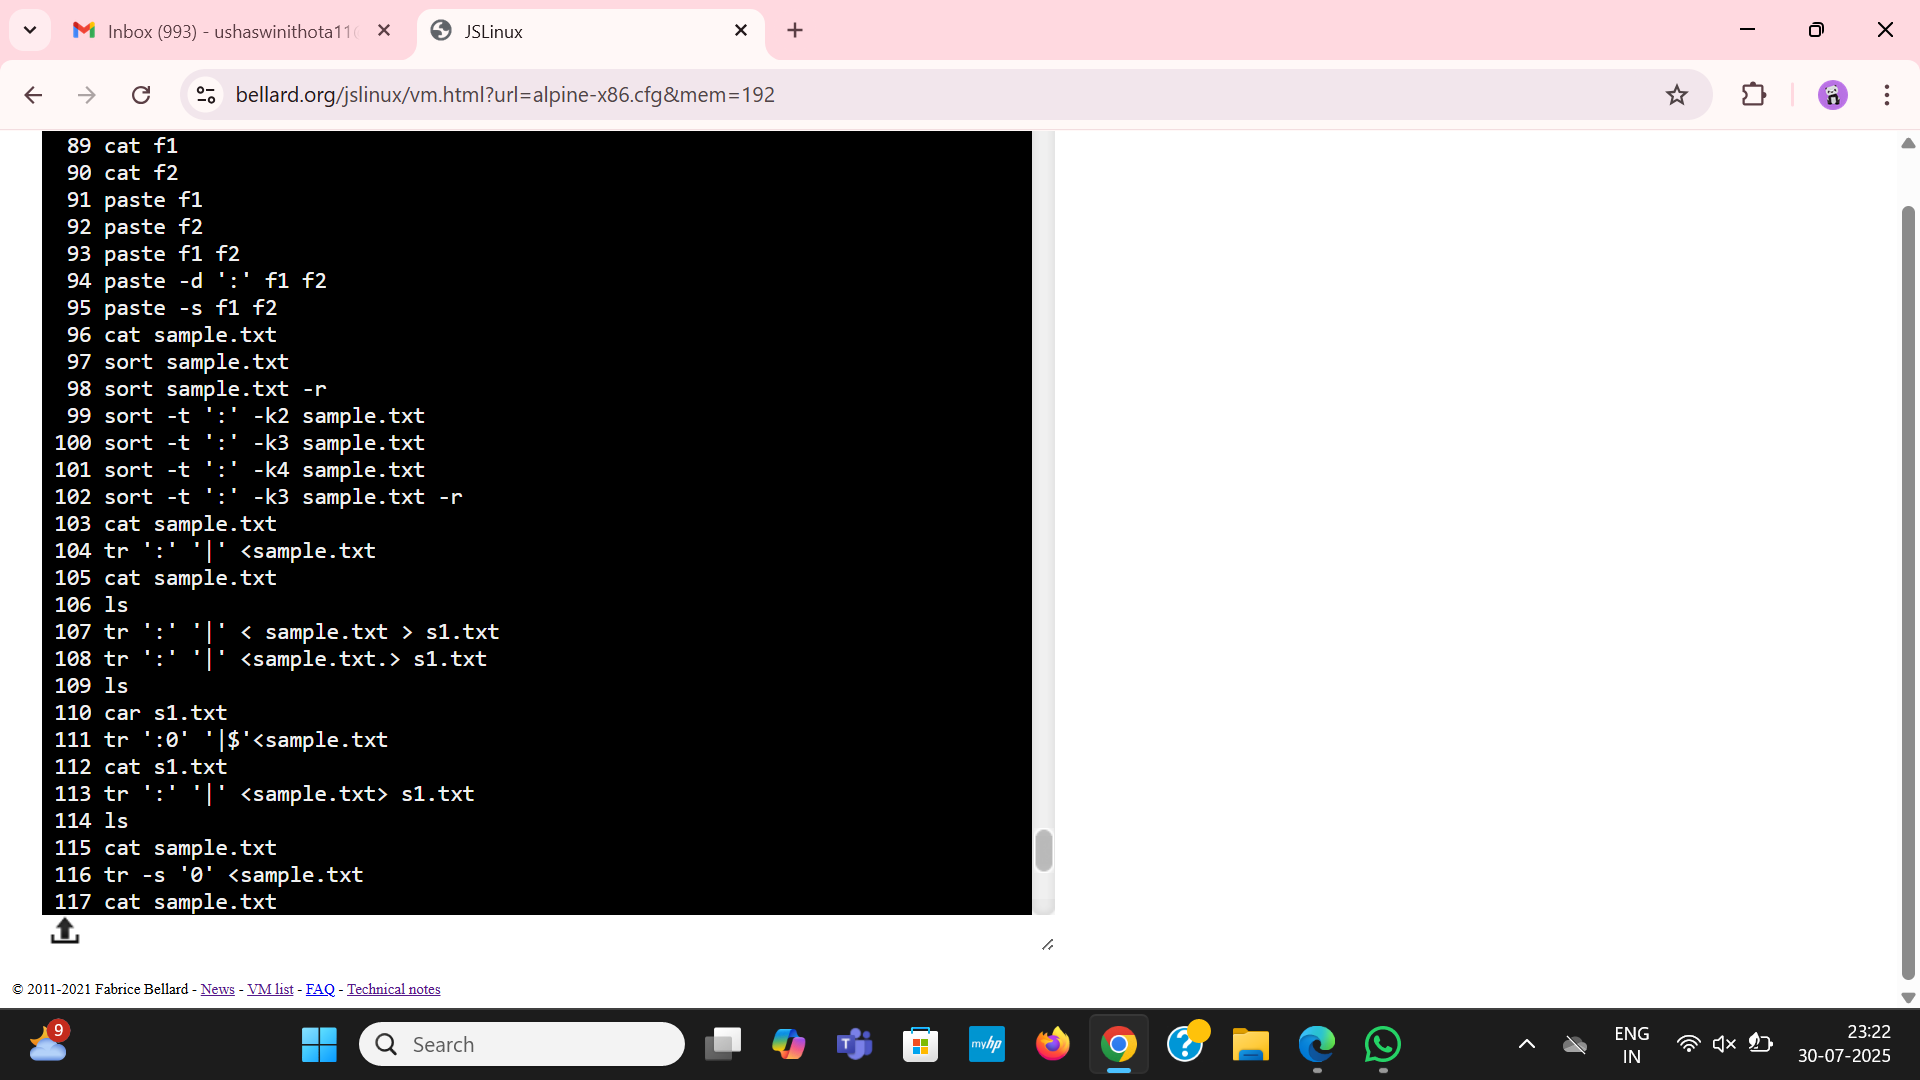 Inbox (993) - ushaswinithota11@
JSLinux
bellard.org/jslinux/vm.html?url=alpine-x86.cfg&mem=192
89 cat f1
90 cat f2
91 paste f1
92 paste f2
93 paste f1 f2
94 paste -d ':' f1 f2
95 paste -s f1 f2
96 cat sample.txt
97 sort sample.txt
98 sort sample.txt -r
99 sort -t ':' -k2 sample.txt
100 sort -t ':' -k3 sample.txt
101 sort -t ':' -k4 sample.txt
102 sort -t ':' -k3 sample.txt -r
103 cat sample.txt
104 tr ':' '|' <sample.txt
105 cat sample.txt
106 ls
107 tr ':' '|' < sample.txt > s1.txt
108 tr ':' '|' <sample.txt.> s1.txt
109 ls
110 car s1.txt
111 tr ':0' '|$'<sample.txt
112 cat s1.txt
113 tr ':' '|' <sample.txt> s1.txt
114 ls
115 cat sample.txt
116 tr -s '0' <sample.txt
117 cat sample.txt
© 2011-2021 Fabrice Bellard - News - VM list - FAQ - Technical notes
9
Search
myhp
ENG
IN
23:22
30-07-2025